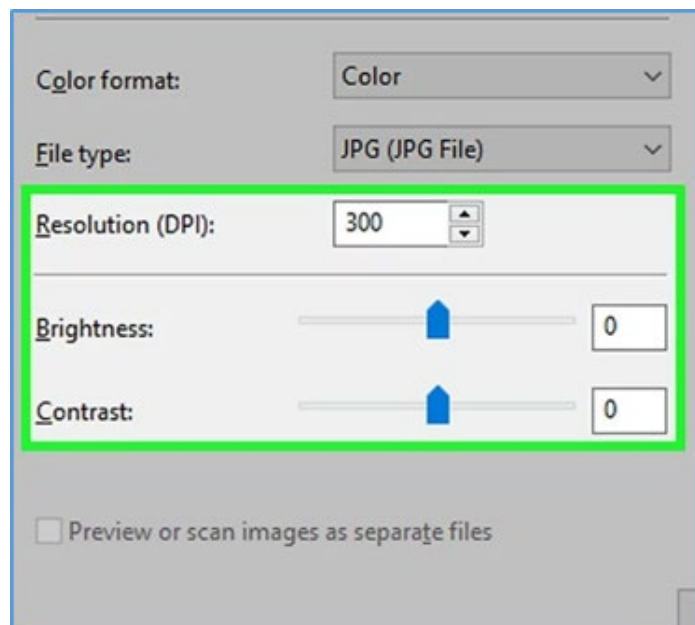 Color format: Color
File type: JPG (JPG File)
Resolution (DPI): 300
Brightness: 0
Contrast: 0
Preview or scan images as separate files